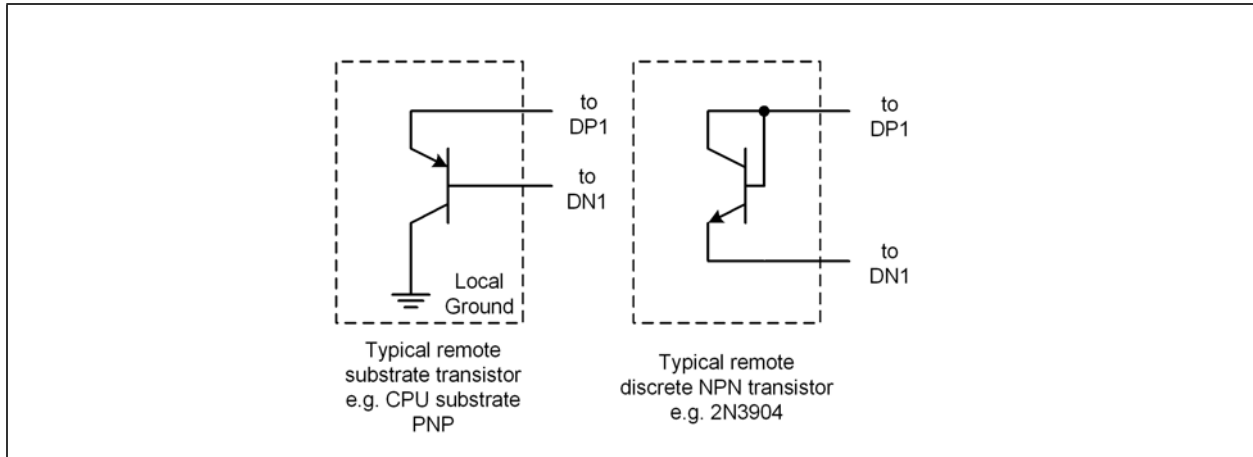 to
DP1
to
DN1
Local
Ground
Typical remote
substrate transistor
e.g. CPU substrate
PNP
to
DP1
to
DN1
Typical remote
discrete NPN transistor
e.g. 2N3904